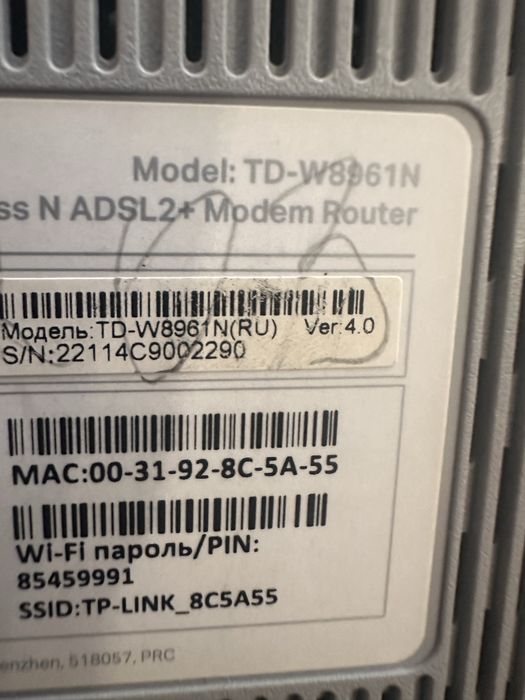 Model: TD-W8961N
ss N ADSL2+ Modem Router
Модель:TD-W8961N(RU) Ver:4.0
S/N:22114C9002290
MAC:00-31-92-8C-5A-55
Wi-Fi пароль/PIN:
85459991
SSID:TP-LINK_8C5A55
enzhen, 518057, PRC